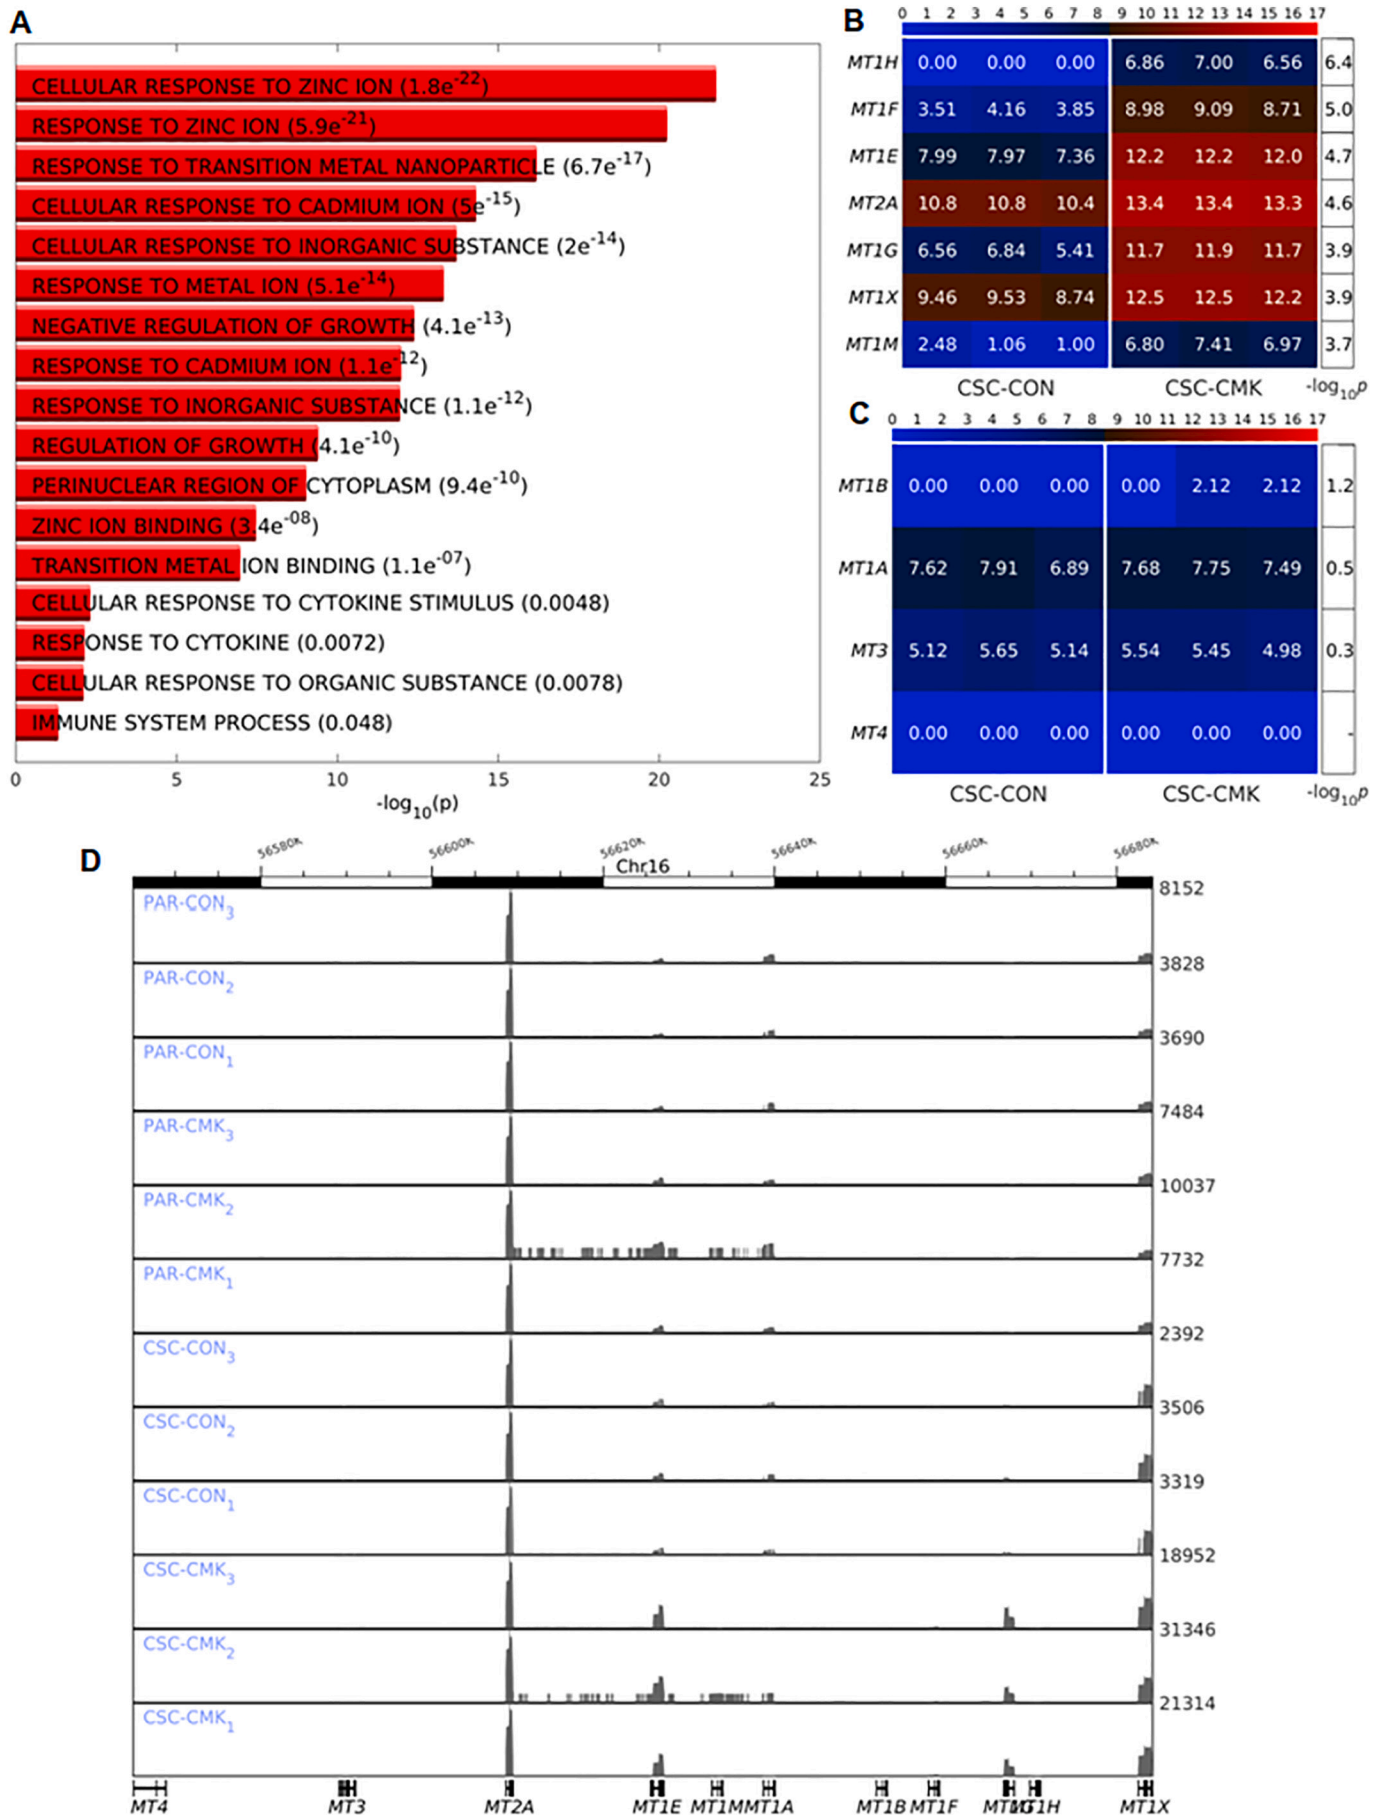 A
CELLULAR RESPONSE TO ZINC ION (1.8e-22)
RESPONSE TO ZINC ION (5.9e-21)
RESPONSE TO TRANSITION METAL NANOPARTICLE (6.7e-17)
CELLULAR RESPONSE TO CADMIUM ION (5e-15)
CELLULAR RESPONSE TO INORGANIC SUBSTANCE (2e-14)
RESPONSE TO METAL ION (5.1e-14)
NEGATIVE REGULATION OF GROWTH (4.1e-13)
RESPONSE TO CADMIUM ION (1.1e-12)
RESPONSE TO INORGANIC SUBSTANCE (1.1e-12)
REGULATION OF GROWTH (4.1e-10)
PERINUCLEAR REGION OF CYTOPLASM (9.4e-10)
ZINC ION BINDING (3.4e-08)
TRANSITION METAL ION BINDING (1.1e-07)
CELLULAR RESPONSE TO CYTOKINE STIMULUS (0.0048)
RESPONSE TO CYTOKINE (0.0072)
CELLULAR RESPONSE TO ORGANIC SUBSTANCE (0.0078)
IMMUNE SYSTEM PROCESS (0.048)
0 5 10 15 20 25
-log10(p)
B
0 1 2 3 4 5 6 7 8 9 10 11 12 13 14 15 16 17
MT1H 0.00 0.00 0.00 6.86 7.00 6.56 6.4
MT1F 3.51 4.16 3.85 8.98 9.09 8.71 5.0
MT1E 7.99 7.97 7.36 12.2 12.2 12.0 4.7
MT2A 10.8 10.8 10.4 13.4 13.4 13.3 4.6
MT1G 6.56 6.84 5.41 11.7 11.9 11.7 3.9
MT1X 9.46 9.53 8.74 12.5 12.5 12.2 3.9
MT1M 2.48 1.06 1.00 6.80 7.41 6.97 3.7
CSC-CON CSC-CMK -log10p
C
0 1 2 3 4 5 6 7 8 9 10 11 12 13 14 15 16 17
MT1B 0.00 0.00 0.00 0.00 2.12 2.12 1.2
MT1A 7.62 7.91 6.89 7.68 7.75 7.49 0.5
MT3 5.12 5.65 5.14 5.54 5.45 4.98 0.3
MT4 0.00 0.00 0.00 0.00 0.00 0.00 -
CSC-CON CSC-CMK -log10p
D
56580K 56600K 56620K 56640K 56660K 56680K
Chr16
PAR-CON3 8152
PAR-CON2 3828
PAR-CON1 3690
PAR-CMK3 7484
PAR-CMK2 10037
PAR-CMK1 7732
CSC-CON3 2392
CSC-CON2 3506
CSC-CON1 3319
CSC-CMK3 18952
CSC-CMK2 31346
CSC-CMK1 21314
MT4 MT3 MT2A MT1E MT1M MT1A MT1B MT1F MT1G MT1H MT1X